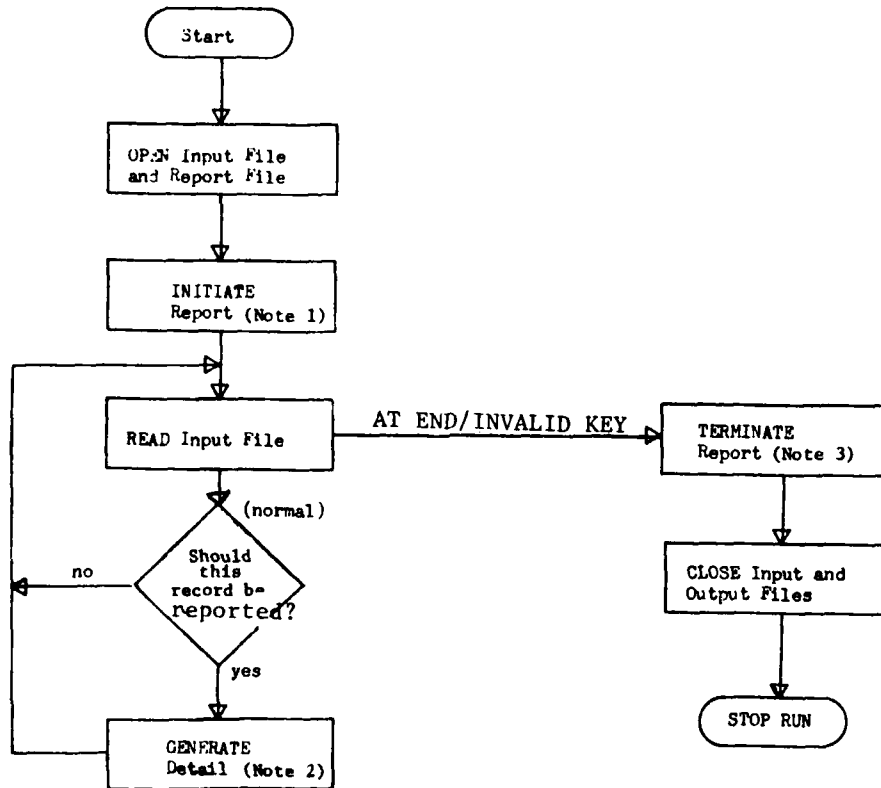 Start
OPEN Input File
and Report File
INITIATE
Report (Note 1)
READ Input File
AT END/INVALID KEY
(normal)
Should
this
record be
reported?
no
yes
GENERATE
Detail (Note 2)
TERMINATE
Report (Note 3)
CLOSE Input and
Output Files
STOP RUN